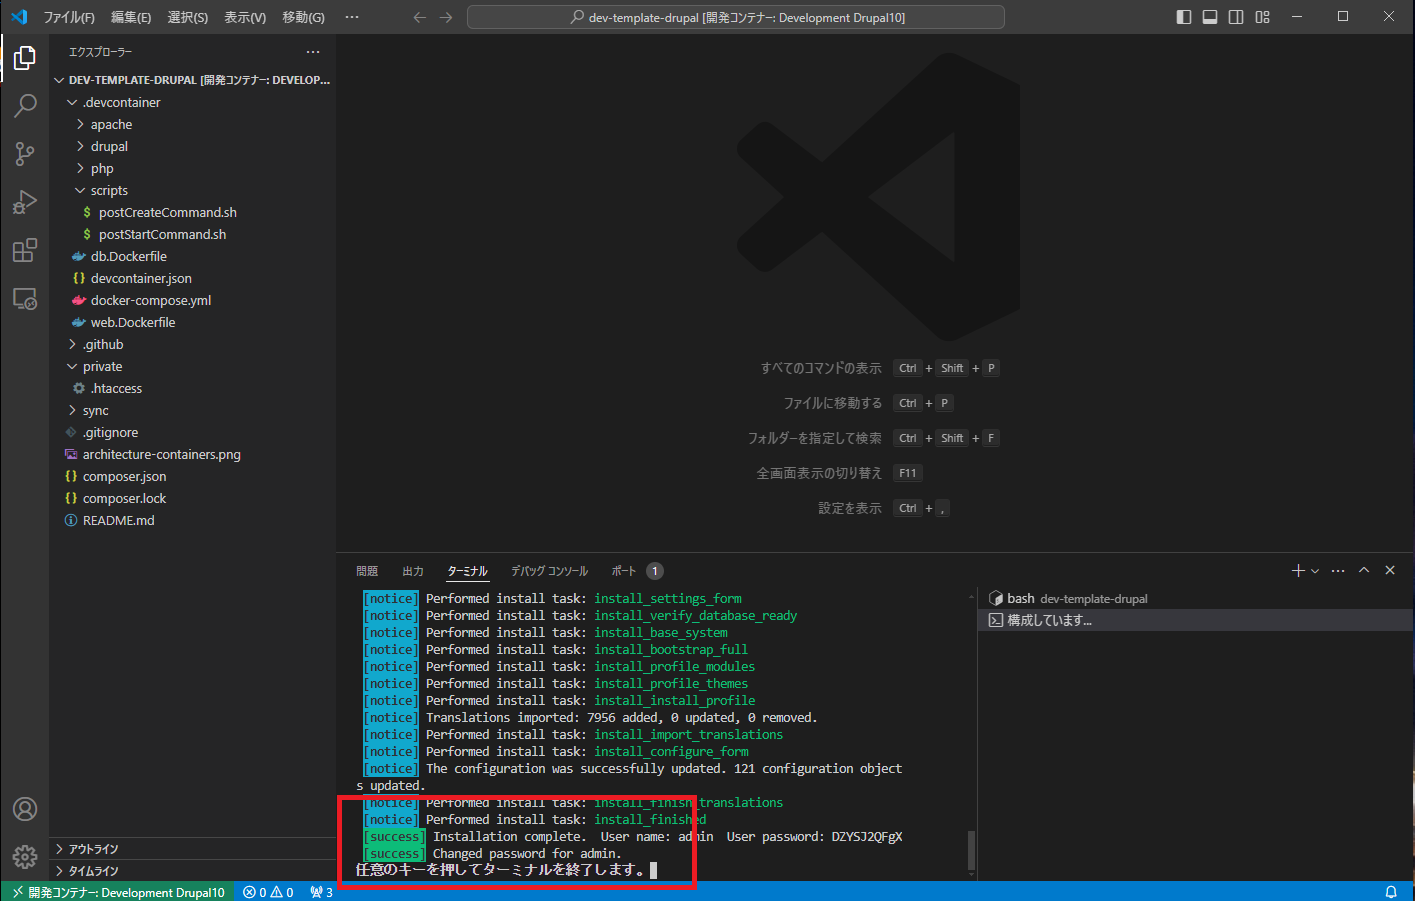 ファイル(F) 編集(E) 選択(S) 表示(V) 移動(G) ···
dev-template-drupal [開発コンテナー: Development Drupal10]
エクスプローラー
DEV-TEMPLATE-DRUPAL [開発コンテナー: DEVELOP...
.devcontainer
apache
drupal
php
scripts
$ postCreateCommand.sh
$ postStartCommand.sh
db.Dockerfile
{} devcontainer.json
docker-compose.yml
web.Dockerfile
.github
private
.htaccess
sync
.gitignore
architecture-containers.png
{} composer.json
{} composer.lock
README.md
アウトライン
タイムライン
すべてのコマンドの表示 Ctrl + Shift + P
ファイルに移動する Ctrl + P
フォルダーを指定して検索 Ctrl + Shift + F
全画面表示の切り替え F11
設定を表示 Ctrl + ,
問題 出力 ターミナル デバッグ コンソール ポート 1
[notice] Performed install task: install_settings_form
[notice] Performed install task: install_verify_database_ready
[notice] Performed install task: install_base_system
[notice] Performed install task: install_bootstrap_full
[notice] Performed install task: install_profile_modules
[notice] Performed install task: install_profile_themes
[notice] Performed install task: install_install_profile
[notice] Translations imported: 7956 added, 0 updated, 0 removed.
[notice] Performed install task: install_import_translations
[notice] Performed install task: install_configure_form
[notice] The configuration was successfully updated. 121 configuration object
s updated.
[notice] Performed install task: install_finish_translations
[notice] Performed install task: install_finished
[success] Installation complete. User name: admin User password: DZYSJ2QFgX
[success] Changed password for admin.
任意のキーを押してターミナルを終了します。
bash dev-template-drupal
構成しています...
開発コンテナー: Development Drupal10 0 0 3